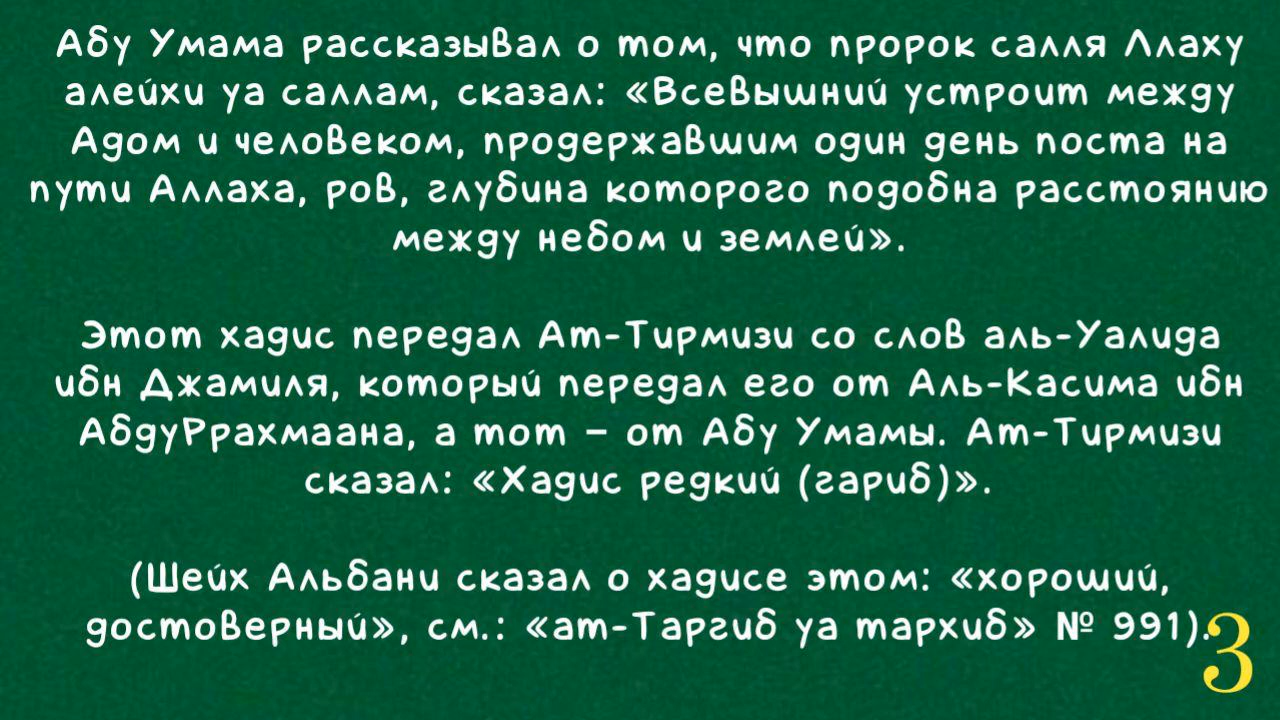 Абу Умама рассказывал о том, что пророк салля Ллаху
алейхи уа саллам, сказал: «Всевышний устроит между
Адом и человеком, продержавшим один день поста на
пути Аллаха, ров, глубина которого подобна расстоянию
между небом и землей».
Этот хадис передал Ат-Тирмизи со слов аль-Уалида
ибн Джамиля, который передал его от Аль-Касима ибн
АбдуРрахмаана, а тот – от Абу Умамы. Ат-Тирмизи
сказал: «Хадис редкий (гариб)».
(Шейх Альбани сказал о хадисе этом: «хороший,
достоверный», см.: «ат-Таргиб уа тархиб» № 991).
3